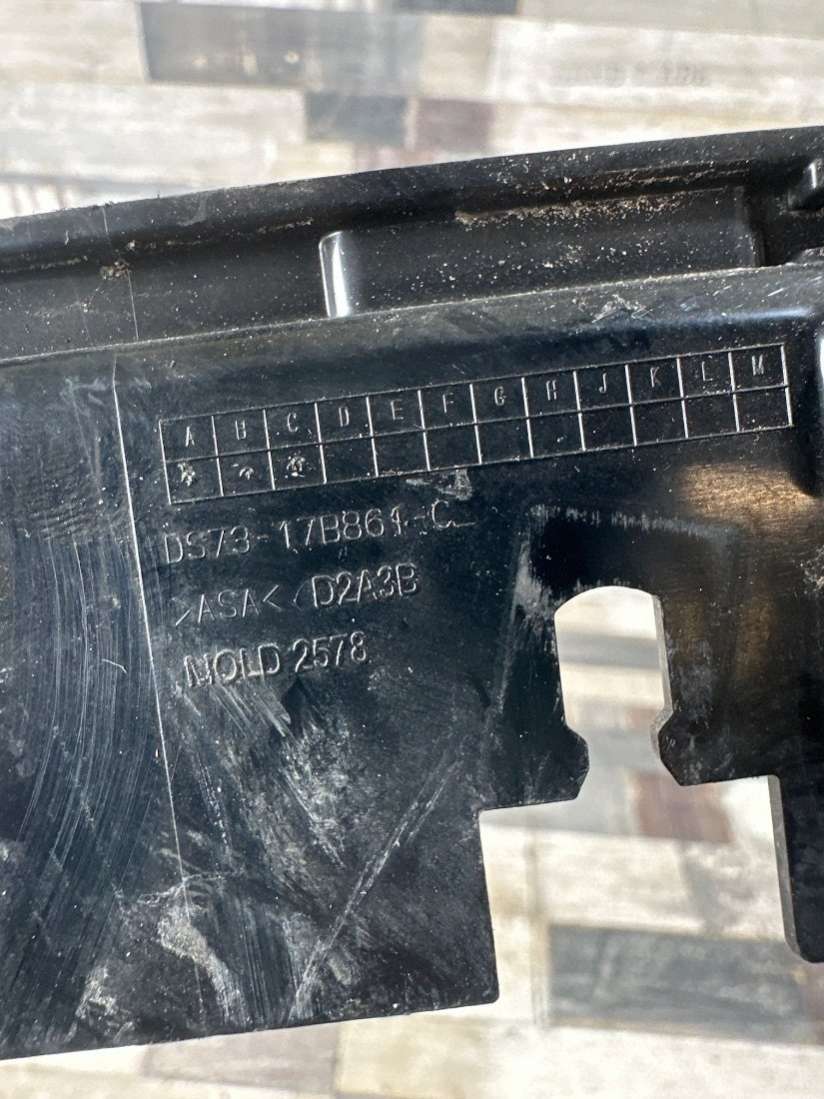 A B C D E F G H J K L M
DS73-17B861-C
>ASA< D2A3B
MOLD 2578